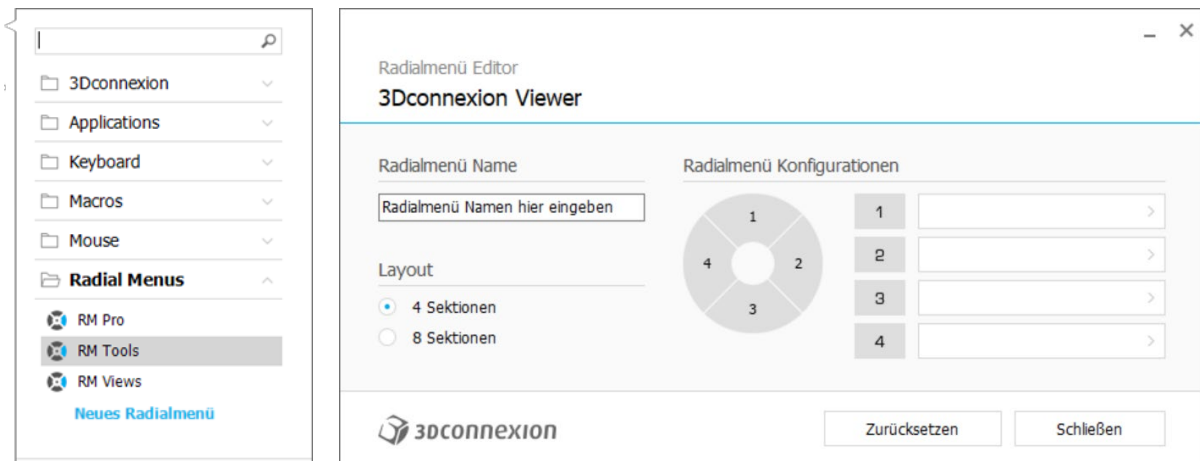 3Dconnexion
Applications
Keyboard
Macros
Mouse
Radial Menus
RM Pro
RM Tools
RM Views
Neues Radialmenü
Radialmenü Editor
3Dconnexion Viewer
Radialmenü Name
Radialmenü Namen hier eingeben
Layout
4 Sektionen
8 Sektionen
Radialmenü Konfigurationen
1
4 2
3
1
2
3
4
3Dconnexion
Zurücksetzen
Schließen